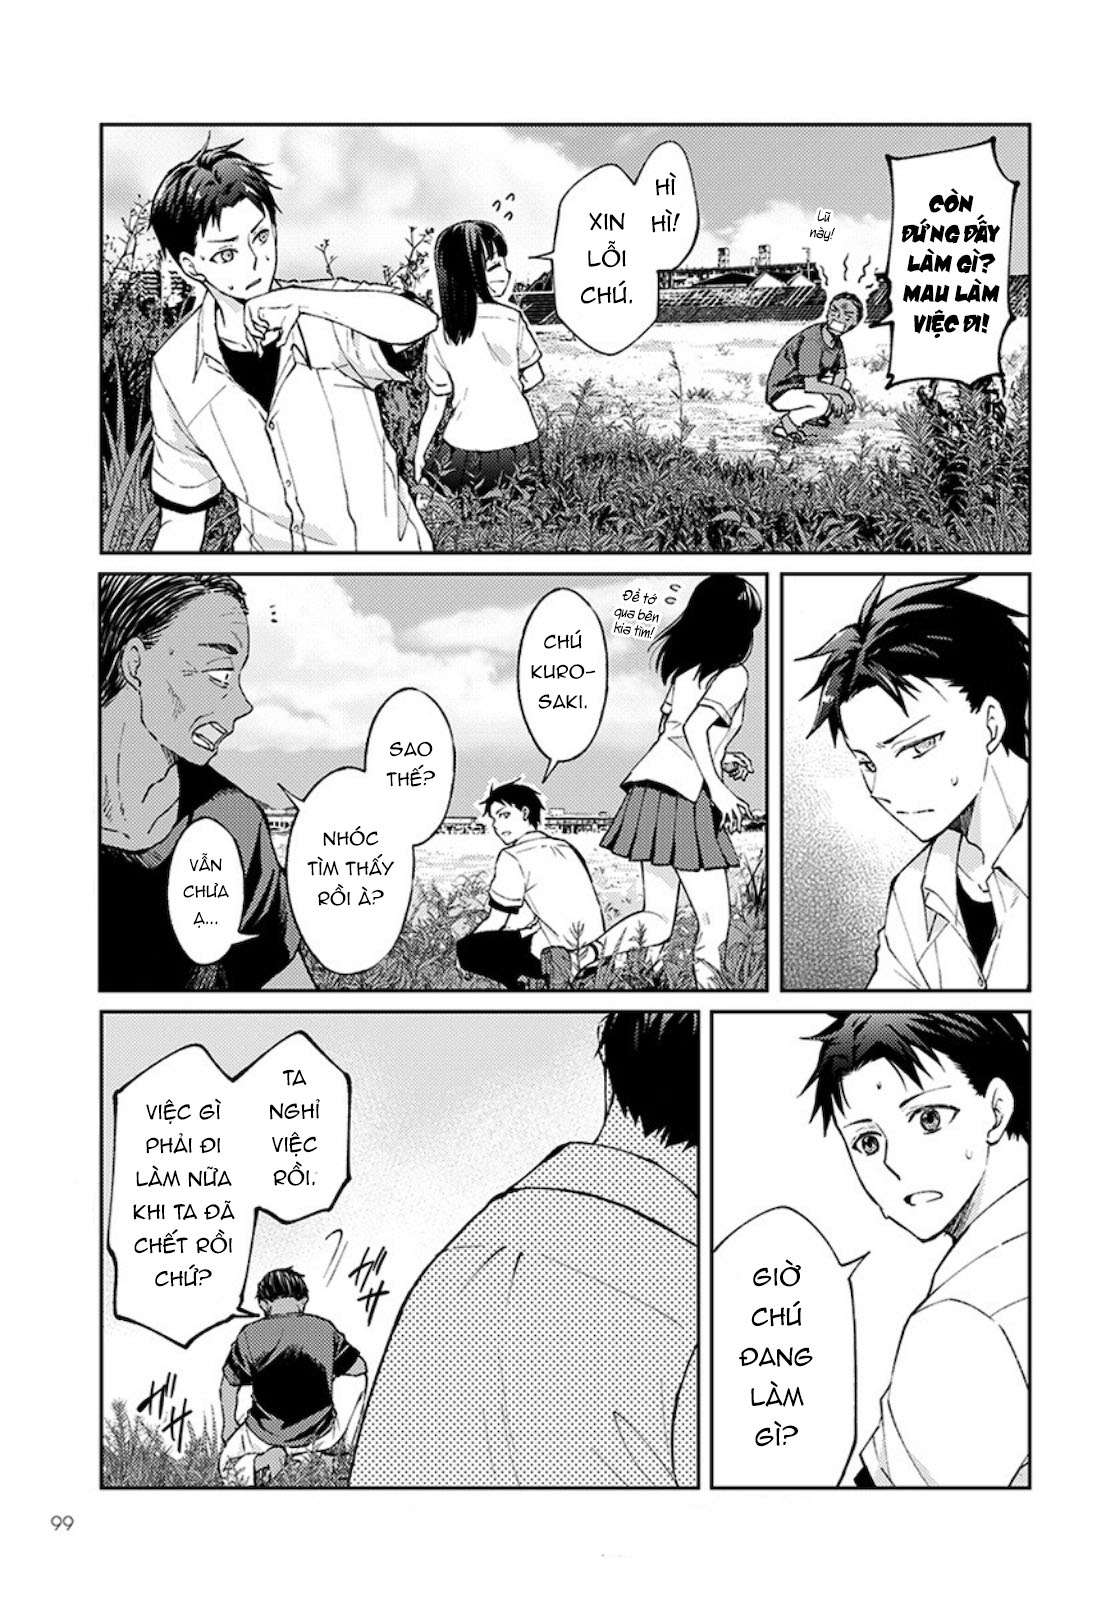 CÒN
ĐỨNG ĐẤY
LÀM GÌ?
MAU LÀM
VIỆC ĐI!
Lũ
này!
HÌ
HÌ!
XIN
LỖI
CHÚ.
Để tớ
qua bên
kia tìm!
CHÚ
KURO-
SAKI.
SAO
THẾ?
NHÓC
TÌM THẤY
RỒI À?
VẪN
CHƯA
Ạ...
GIỜ
CHÚ
ĐANG
LÀM
GÌ?
TA
NGHỈ
VIỆC
RỒI.
VIỆC GÌ
PHẢI ĐI
LÀM NỮA
KHI TA ĐÃ
CHẾT RỒI
CHỨ?
99